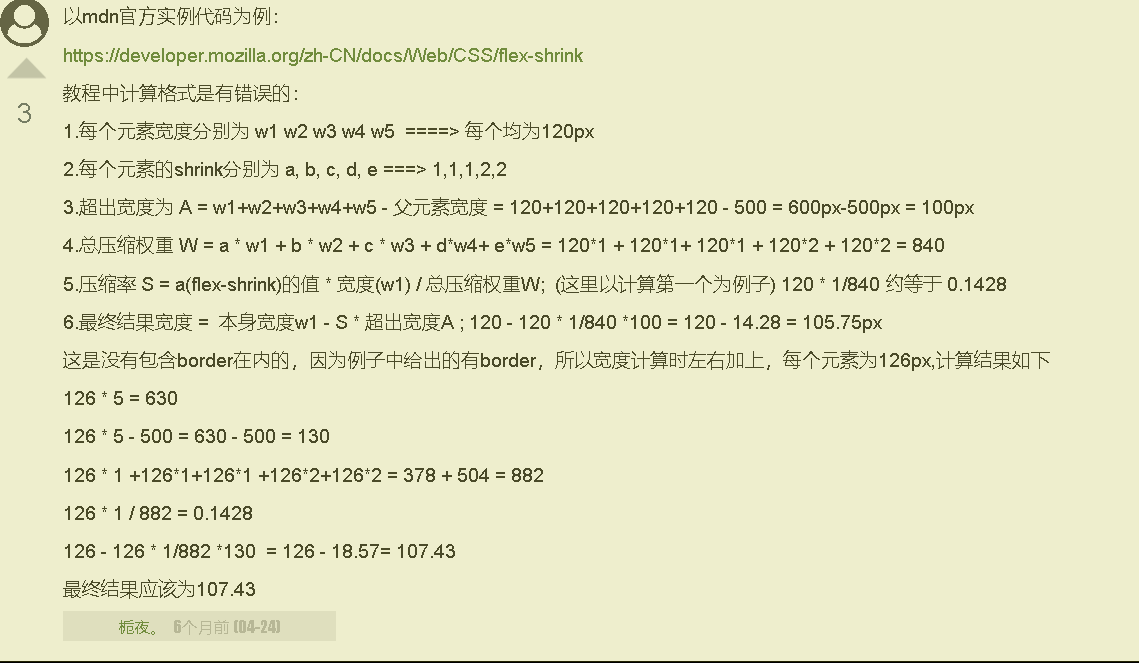 以mdn官方实例代码为例：
https://developer.mozilla.org/zh-CN/docs/Web/CSS/flex-shrink
教程中计算格式是有错误的：
3
1.每个元素宽度分别为 w1 w2 w3 w4 w5 ====> 每个均为120px
2.每个元素的shrink分别为 a, b, c, d, e ===> 1,1,1,2,2
3.超出宽度为 A = w1+w2+w3+w4+w5 - 父元素宽度 = 120+120+120+120+120 - 500 = 600px-500px = 100px
4.总压缩权重 W = a * w1 + b * w2 + c * w3 + d*w4+ e*w5 = 120*1 + 120*1+ 120*1 + 120*2 + 120*2 = 840
5.压缩率 S = a(flex-shrink)的值 * 宽度(w1) / 总压缩权重W; (这里以计算第一个为例子) 120 * 1/840 约等于 0.1428
6.最终结果宽度 = 本身宽度w1 - S * 超出宽度A ; 120 - 120 * 1/840 *100 = 120 - 14.28 = 105.75px
这是没有包含border在内的，因为例子中给出的有border，所以宽度计算时左右加上，每个元素为126px,计算结果如下
126 * 5 = 630
126 * 5 - 500 = 630 - 500 = 130
126 * 1 +126*1+126*1 +126*2+126*2 = 378 + 504 = 882
126 * 1 / 882 = 0.1428
126 - 126 * 1/882 *130 = 126 - 18.57= 107.43
最终结果应该为107.43
栀夜。 6个月前 (04-24)